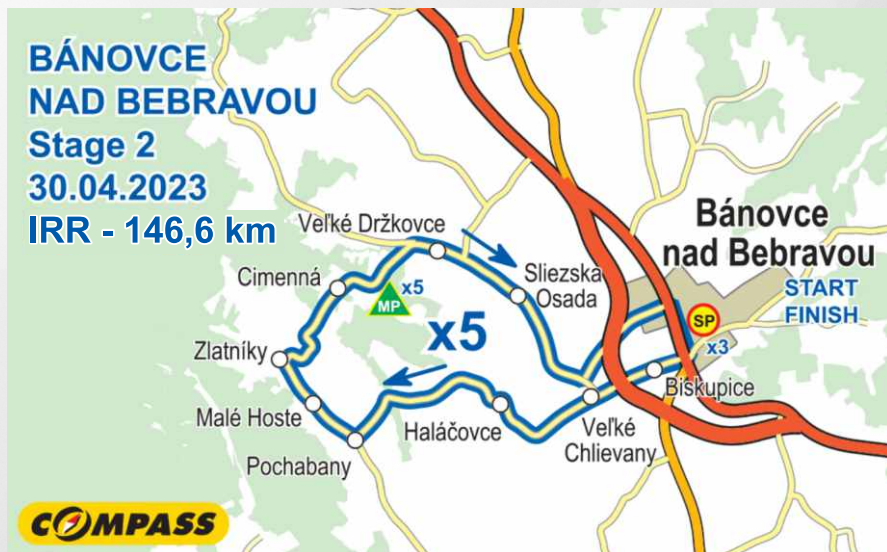 BÁNOVCE
NAD BEBRAVOU
Stage 2
30.04.2023
IRR - 146,6 km
Veľké Držkovce
Cimenná
x5
MP
Sliezska
Osada
Bánovce
nad Bebravou
START
FINISH
SP
x3
x5
Zlatníky
Biskupice
Malé Hoste
Haláčovce
Veľké
Chlievany
Pochabany
COMPASS